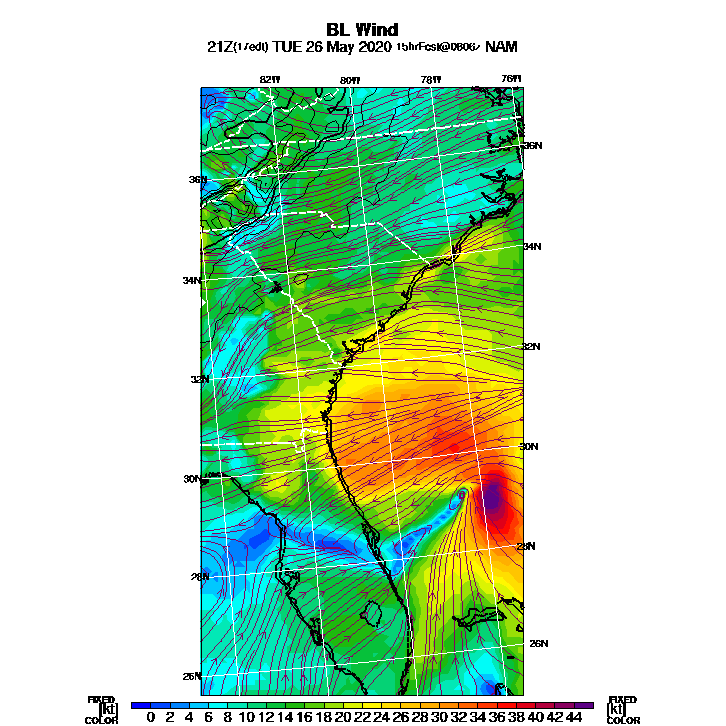 BL Wind
21Z(17edt) TUE 26 May 2020 15hrFcst@0806z NAM
82W 80W 78W 76W
36N
36N
34N
34N
32N
32N
30N
30N
28N
28N
26N
26N
FIXED FIXED
[kt] 0 2 4 6 8 10 12 14 16 18 20 22 24 26 28 30 32 34 36 38 40 42 44 [kt]
COLOR COLOR